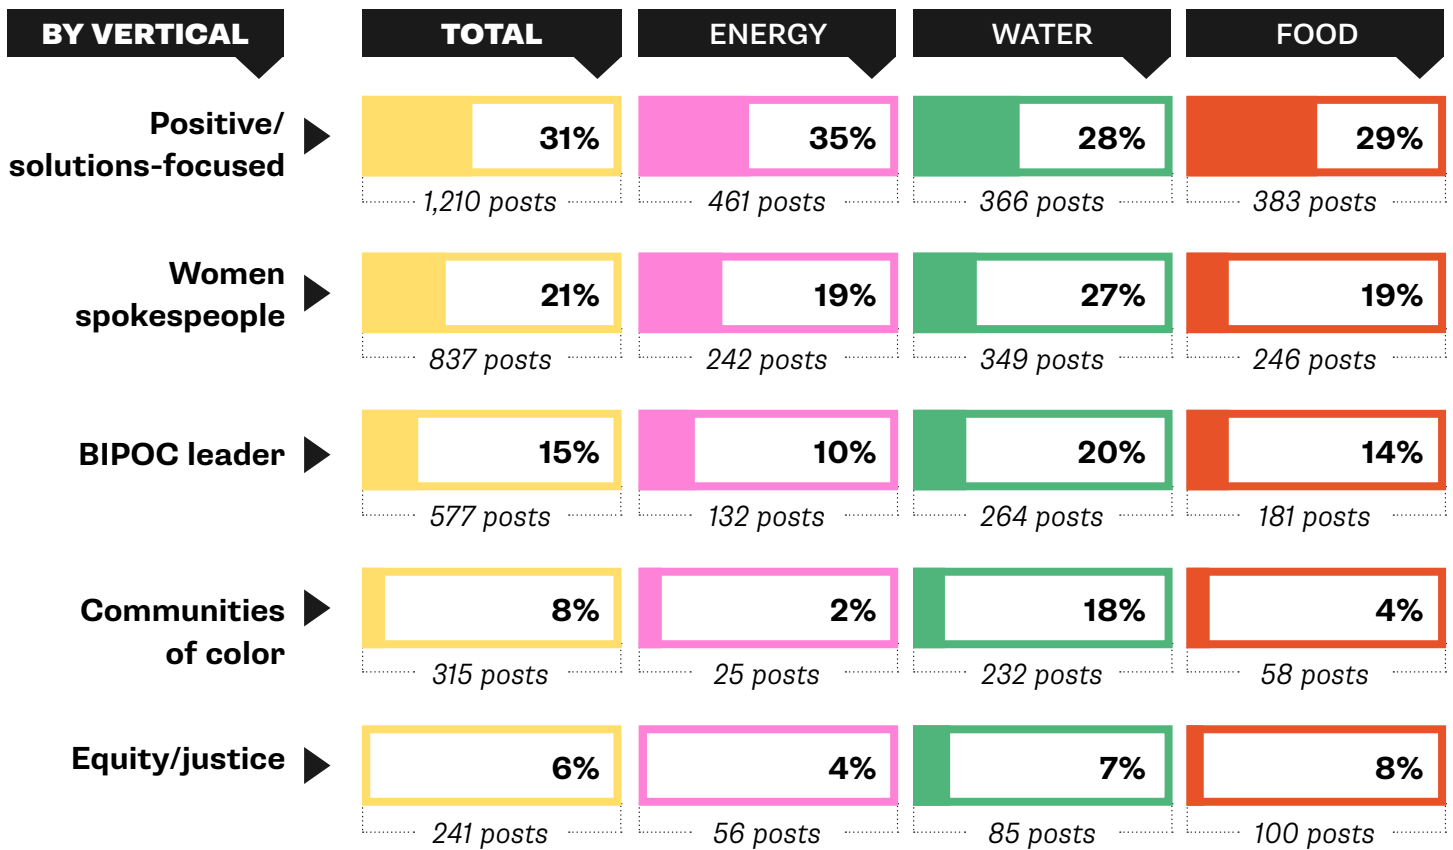 BY VERTICAL TOTAL ENERGY WATER FOOD
Positive/
solutions-focused
31% 35% 28% 29%
1,210 posts 461 posts 366 posts 383 posts
Women
spokespeople
21% 19% 27% 19%
837 posts 242 posts 349 posts 246 posts
BIPOC leader 15% 10% 20% 14%
577 posts 132 posts 264 posts 181 posts
Communities
of color
8% 2% 18% 4%
315 posts 25 posts 232 posts 58 posts
Equity/justice 6% 4% 7% 8%
241 posts 56 posts 85 posts 100 posts